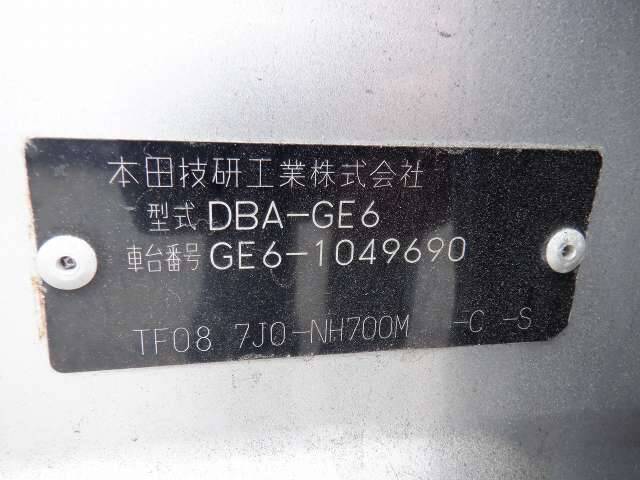 本田技研工業株式会社
型式 DBA-GE6
車台番号 GE6-1049690
TF08 7J0-NH700M -C -S